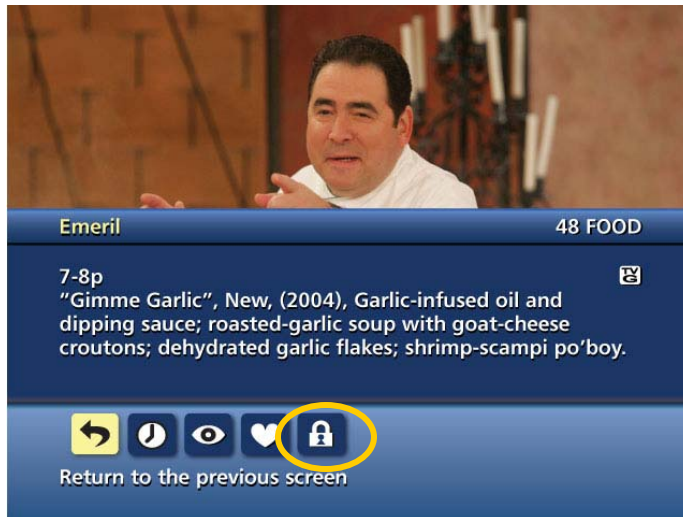 Emeril 48 FOOD
7-8p TV G
"Gimme Garlic", New, (2004), Garlic-infused oil and
dipping sauce; roasted-garlic soup with goat-cheese
croutons; dehydrated garlic flakes; shrimp-scampi po'boy.
Return to the previous screen